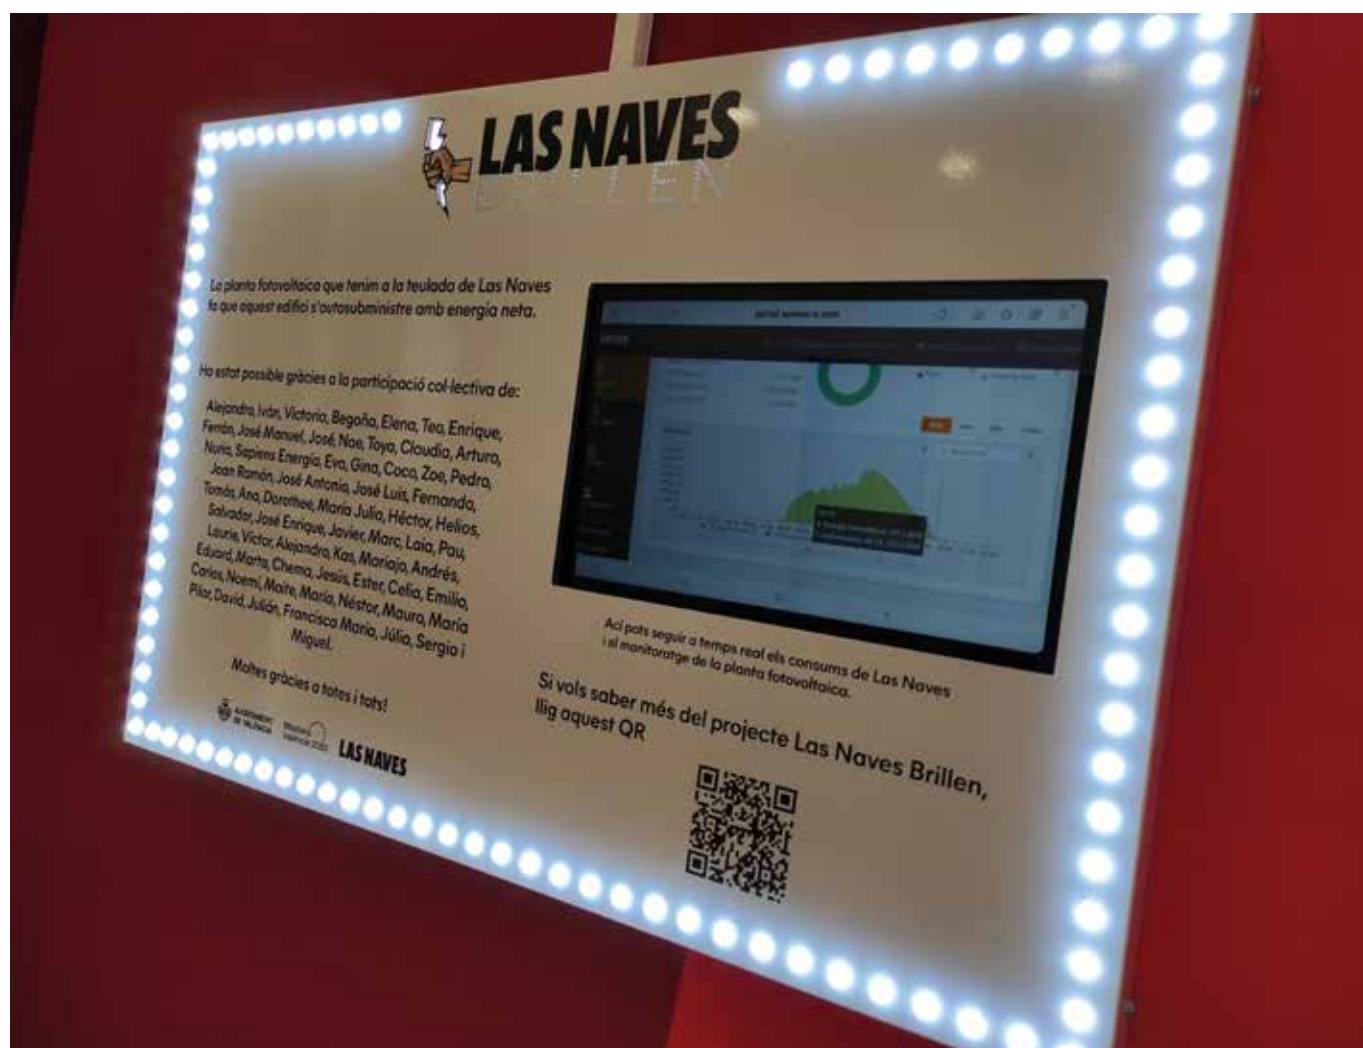 LAS NAVES
BRILLEN
La planta fotovoltaica que tenim a la teulada de Las Naves
fa que aquest edifici s'autosubministre amb energia neta.
Ha estat possible gràcies a la participació col·lectiva de:
Alejandro, Iván, Victoria, Begoña, Elena, Teo, Enrique,
Ferrán, José Manuel, José, Noe, Toya, Claudia, Arturo,
Nuria, Sapiens Energia, Eva, Gina, Coco, Zoe, Pedro,
Joan Ramón, José Antonio, José Luis, Fernando,
Tomás, Ana, Dorothee, Maria Julia, Héctor, Helios,
Salvador, José Enrique, Javier, Marc, Laia, Pau,
Laurie, Víctor, Alejandro, Kas, Mariajo, Andrés,
Eduard, Marta, Chema, Jesús, Ester, Celia, Emilio,
Carlos, Noemí, Maite, María, Néstor, Mauro, María
Pilar, David, Julián, Francisca María, Júlia, Sergio i
Miguel.
Moltes gràcies a totes i tots!
AJUNTAMENT
DE VALÈNCIA
LAS NAVES
Ací pots seguir a temps real els consums de Las Naves
i el monitoratge de la planta fotovoltaica.
Si vols saber més del projecte Las Naves Brillen,
llig aquest QR